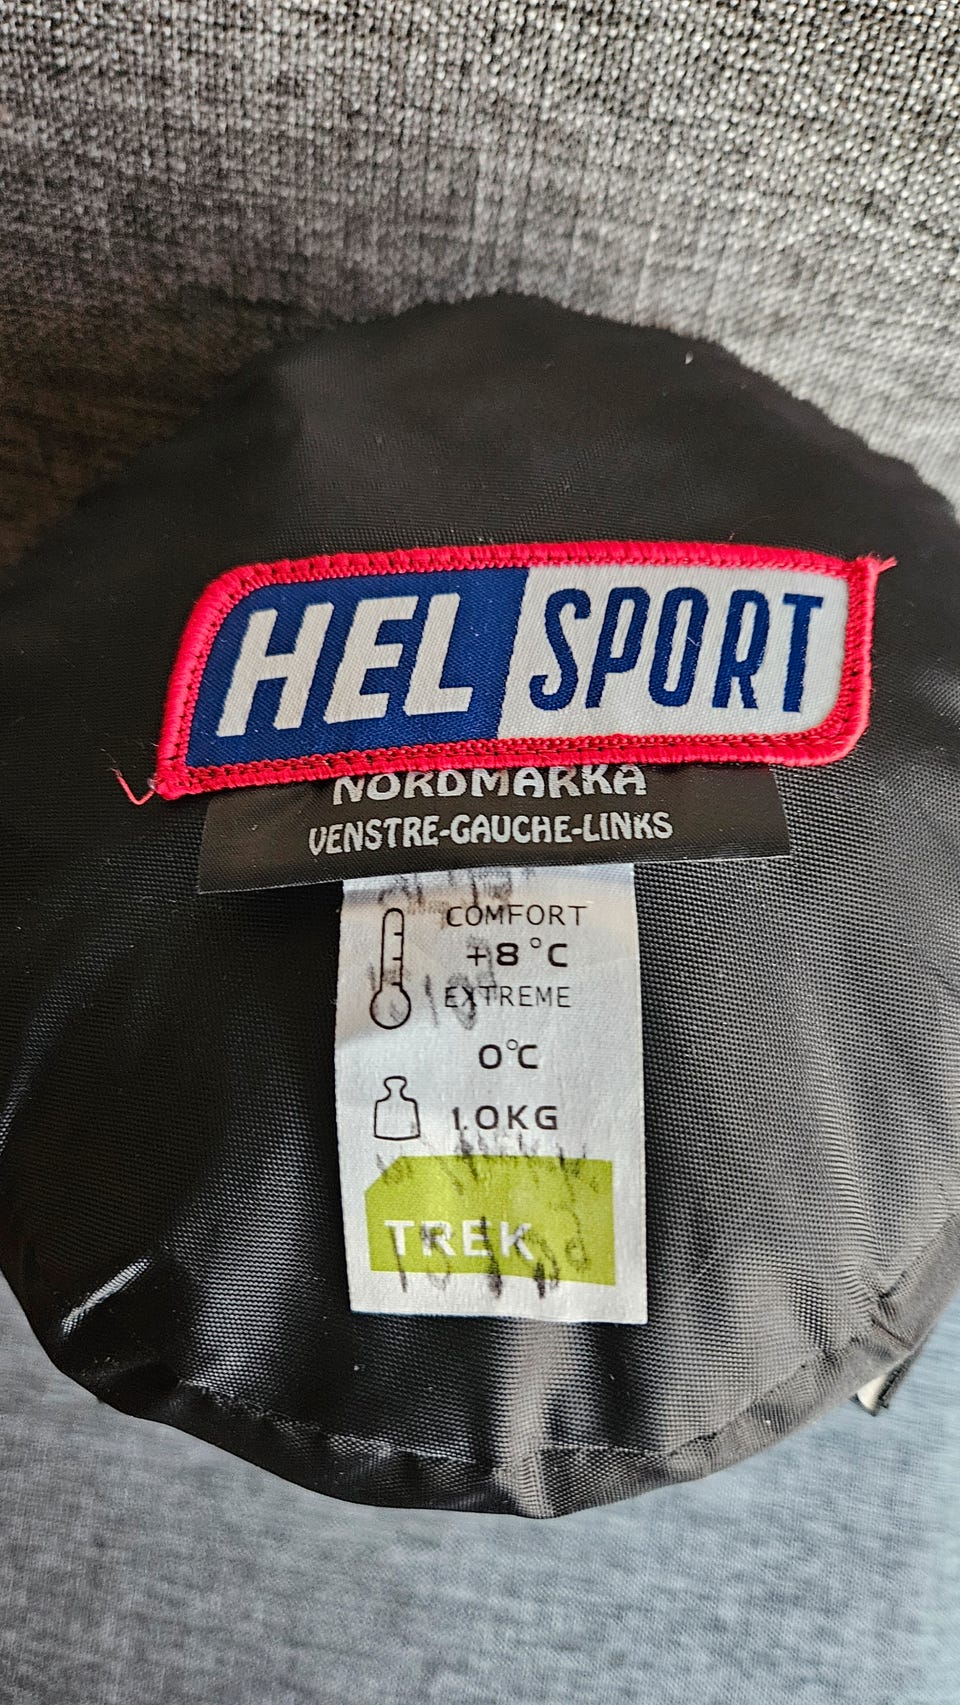 HEL SPORT
NORDMARKA
VENSTRE-GAUCHE-LINKS
COMFORT
+8°C
EXTREME
0°C
1.0KG
TREK